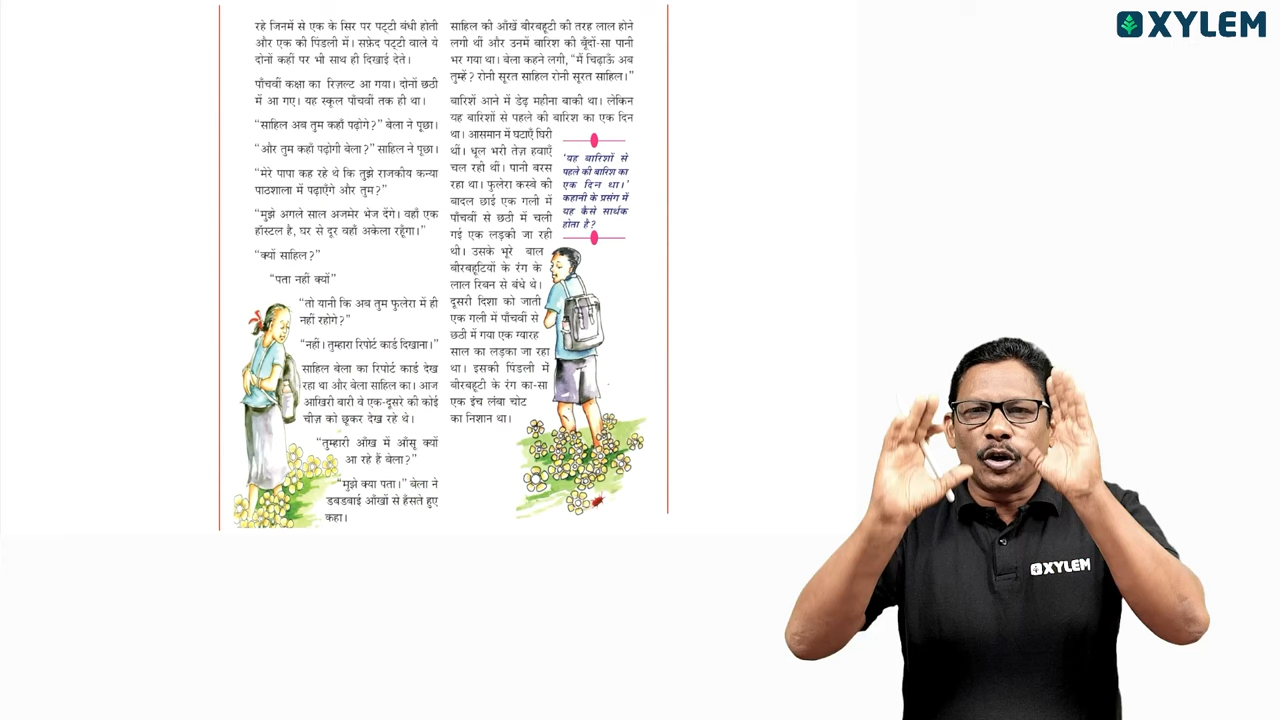 रहे जिनमें से एक के सिर पर पट्टी बंधी होती
और एक की पिंडली में। सफ़ेद पट्टी वाले ये
दोनों कहीं पर भी साथ ही दिखाई देते।
पाँचवीं कक्षा का रिज़ल्ट आ गया। दोनों छठी
में आ गए। यह स्कूल पाँचवीं तक ही था।
“साहिल अब तुम कहाँ पढ़ोगे?” बेला ने पूछा।
“और तुम कहाँ पढ़ोगी बेला?” साहिल ने पूछा।
“मेरे पापा कह रहे थे कि तुझे राजकीय कन्या
पाठशाला में पढ़ाएँगे और तुम?”
“मुझे अगले साल अजमेर भेज देंगे। वहाँ एक
हॉस्टल है, घर से दूर वहाँ अकेला रहूँगा।”
“क्यों साहिल?”
“पता नहीं क्यों”
“तो यानी कि अब तुम फुलेरा में ही
नहीं रहोगे?”
“नहीं। तुम्हारा रिपोर्ट कार्ड दिखाना।”
साहिल बेला का रिपोर्ट कार्ड देख
रहा था और बेला साहिल का। आज
आखिरी बारी वे एक-दूसरे की कोई
चीज़ को छूकर देख रहे थे।
“तुम्हारी आँख में आँसू क्यों
आ रहे हैं बेला?”
“मुझे क्या पता।” बेला ने
डबडबाई आँखों से हँसते हुए
कहा।
साहिल की आँखें बीरबहूटी की तरह लाल होने
लगी थीं और उनमें बारिश की बूँदों-सा पानी
भर गया था। बेला कहने लगी, “मैं चिढ़ाऊँ अब
तुम्हें? रोनी सूरत साहिल रोनी सूरत साहिल।”
बारिशें आने में डेढ़ महीना बाकी था। लेकिन
यह बारिशों से पहले की बारिश का एक दिन
था। आसमान में घटाएँ घिरी
थीं। धूल भरी तेज़ हवाएँ
चल रही थीं। पानी बरस
रहा था। फुलेरा कस्बे की
बादल छाई एक गली में
पाँचवीं से छठी में चली
गई एक लड़की जा रही
थी। उसके भूरे बाल
बीरबहूटियों के रंग के
लाल रिबन से बंधे थे।
दूसरी दिशा को जाती
एक गली में पाँचवीं से
छठी में गया एक ग्यारह
साल का लड़का जा रहा
था। इसकी पिंडली में
बीरबहूटी के रंग का-सा
एक इंच लंबा चोट
का निशान था।
‘यह बारिशों से
पहले की बारिश का
एक दिन था।’
कहानी के प्रसंग में
यह कैसे सार्थक
होता है?
XYLEM
XYLEM